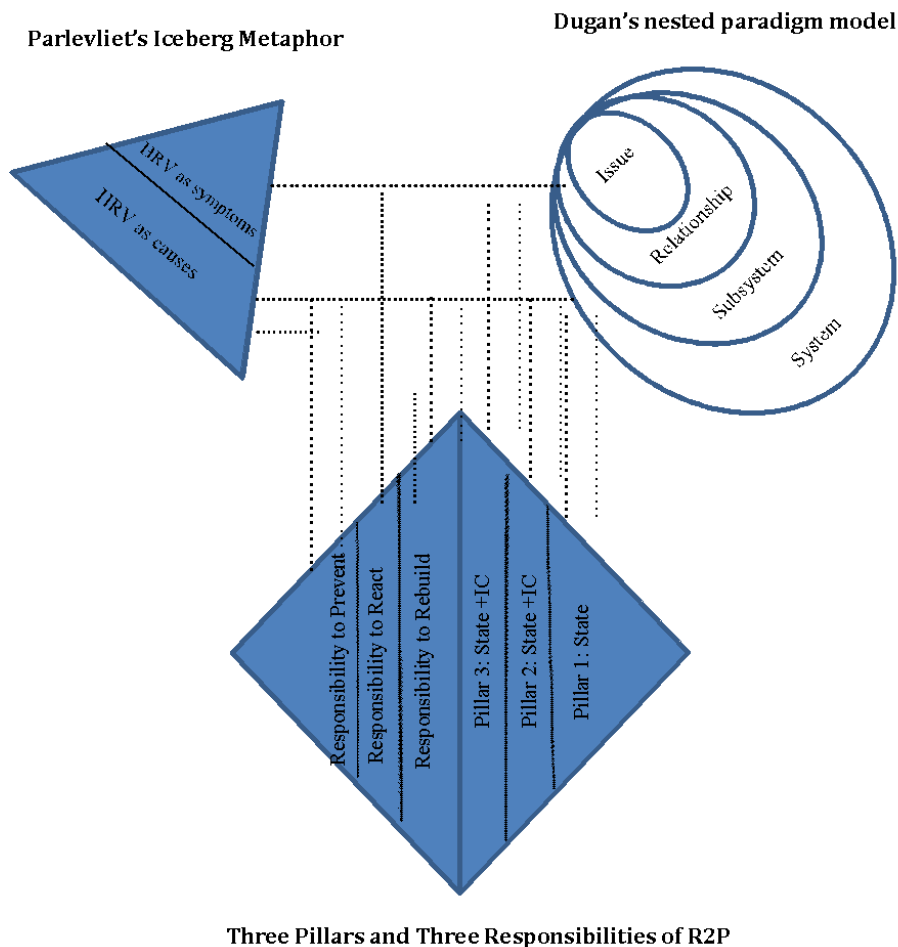 Parlevliet's Iceberg Metaphor
Dugan's nested paradigm model
HRV as symptoms
HRV as causes
Issue
Relationship
Subsystem
System
Responsibility to Prevent
Responsibility to React
Responsibility to Rebuild
Pillar 3: State +IC
Pillar 2: State +IC
Pillar 1: State
Three Pillars and Three Responsibilities of R2P